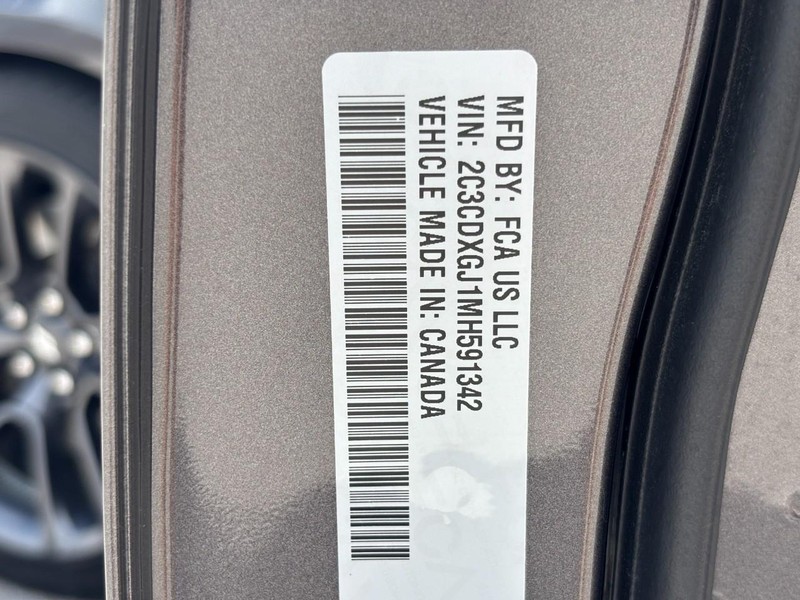 MFD BY: FCA US LLC
VIN: 2C3CDXGJ1MH591342
VEHICLE MADE IN: CANADA